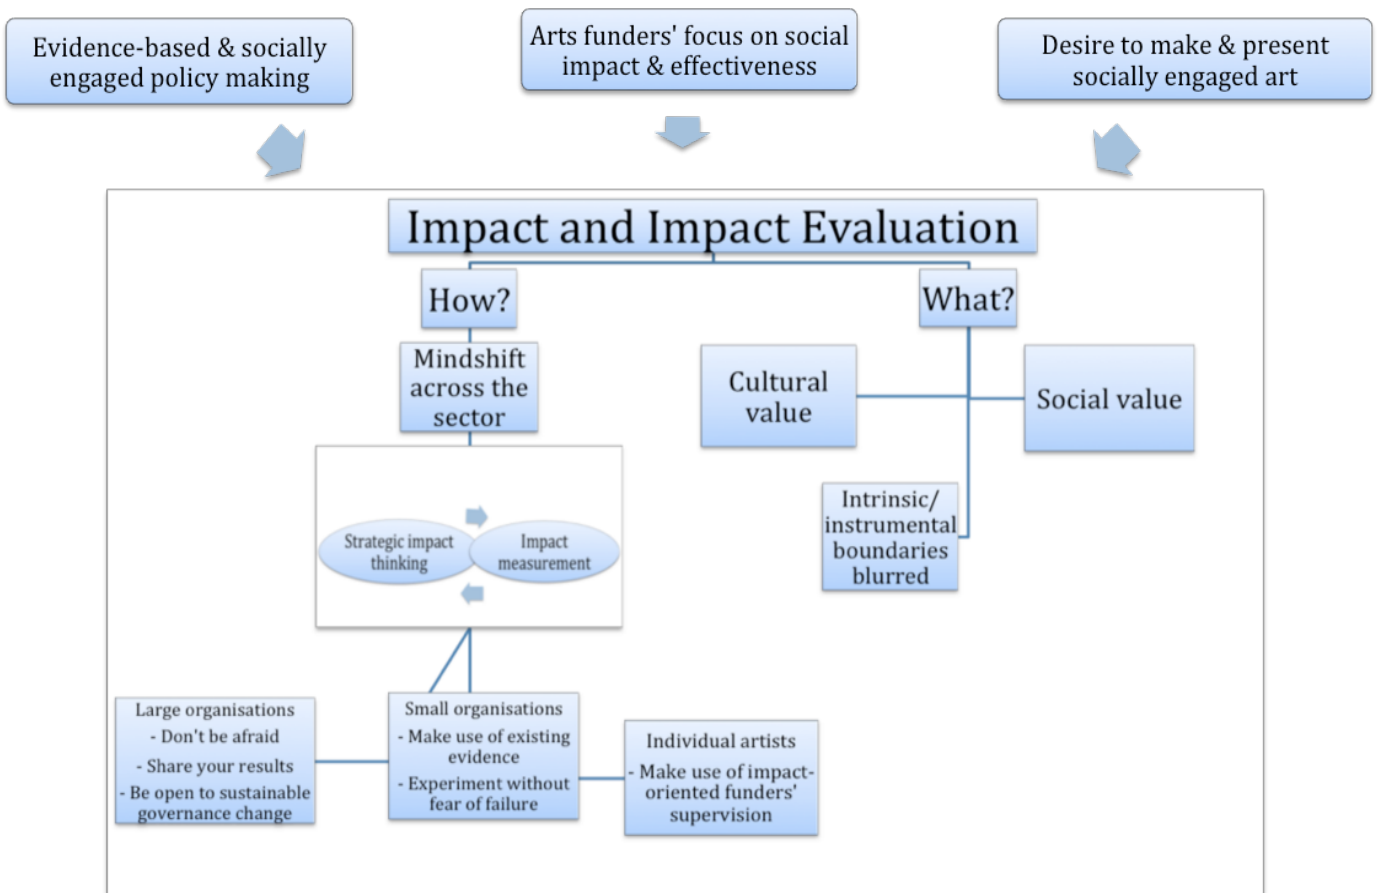 Evidence-based & socially
engaged policy making
Arts funders' focus on social
impact & effectiveness
Desire to make & present
socially engaged art
Impact and Impact Evaluation
How?
What?
Mindshift
across the
sector
Cultural
value
Social value
Strategic impact
thinking
Impact
measurement
Intrinsic/
instrumental
boundaries
blurred
Large organisations
- Don't be afraid
- Share your results
- Be open to sustainable
governance change
Small organisations
- Make use of existing
evidence
- Experiment without
fear of failure
Individual artists
- Make use of impact-
oriented funders'
supervision